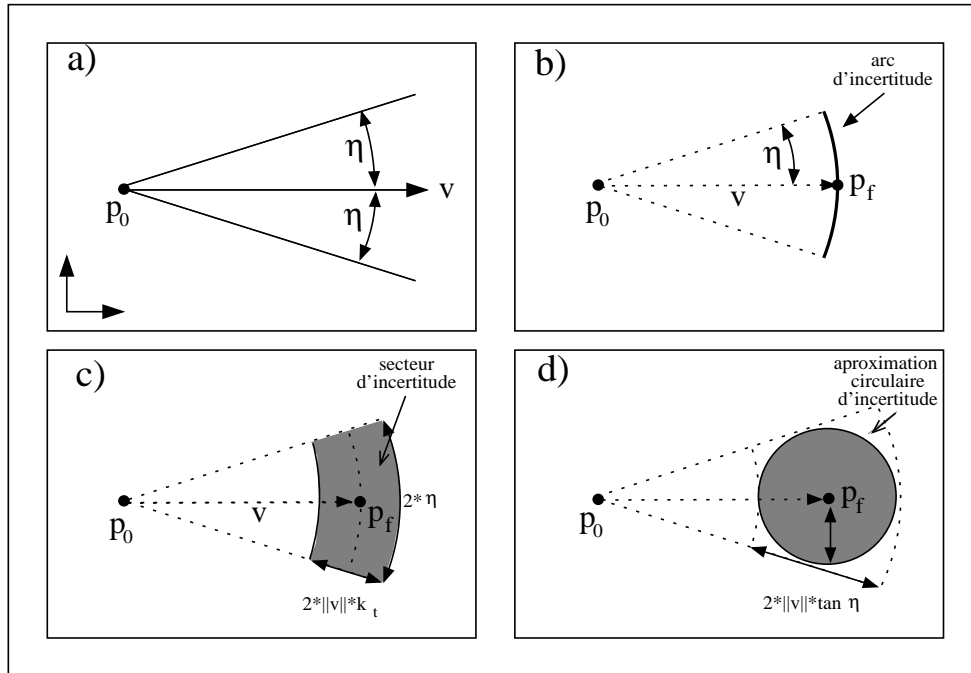 a)
η
v
p0
η
b)
arc
d'incertitude
η
p0
v
pf
c)
secteur
d'incertitude
p0
v
pf
2* η
2*||v||*k t
d)
aproximation
circulaire
d'incertitude
p0
pf
2*||v||*tan η